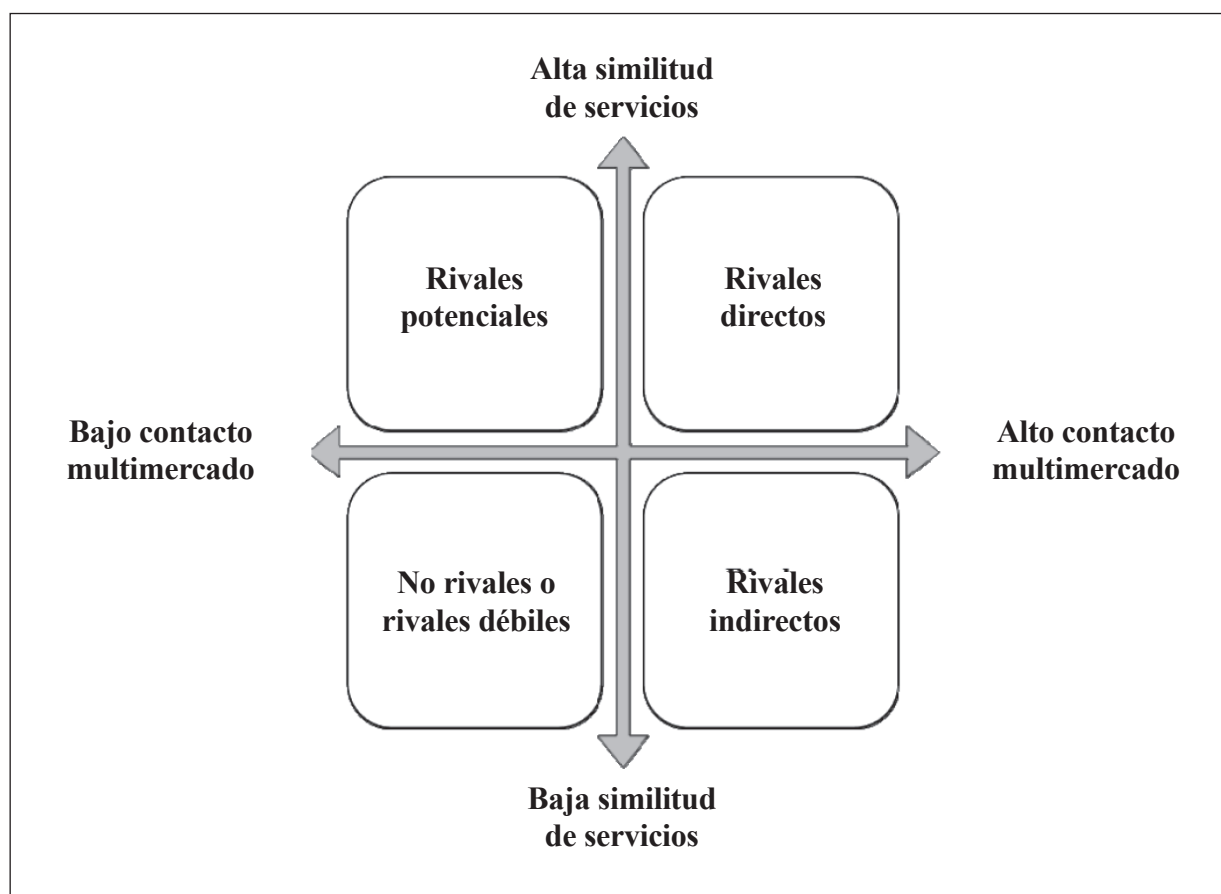 Alta similitud
de servicios
Rivales
potenciales
Rivales
directos
Bajo contacto
multimercado
Alto contacto
multimercado
No rivales o
rivales débiles
Rivales
indirectos
Baja similitud
de servicios